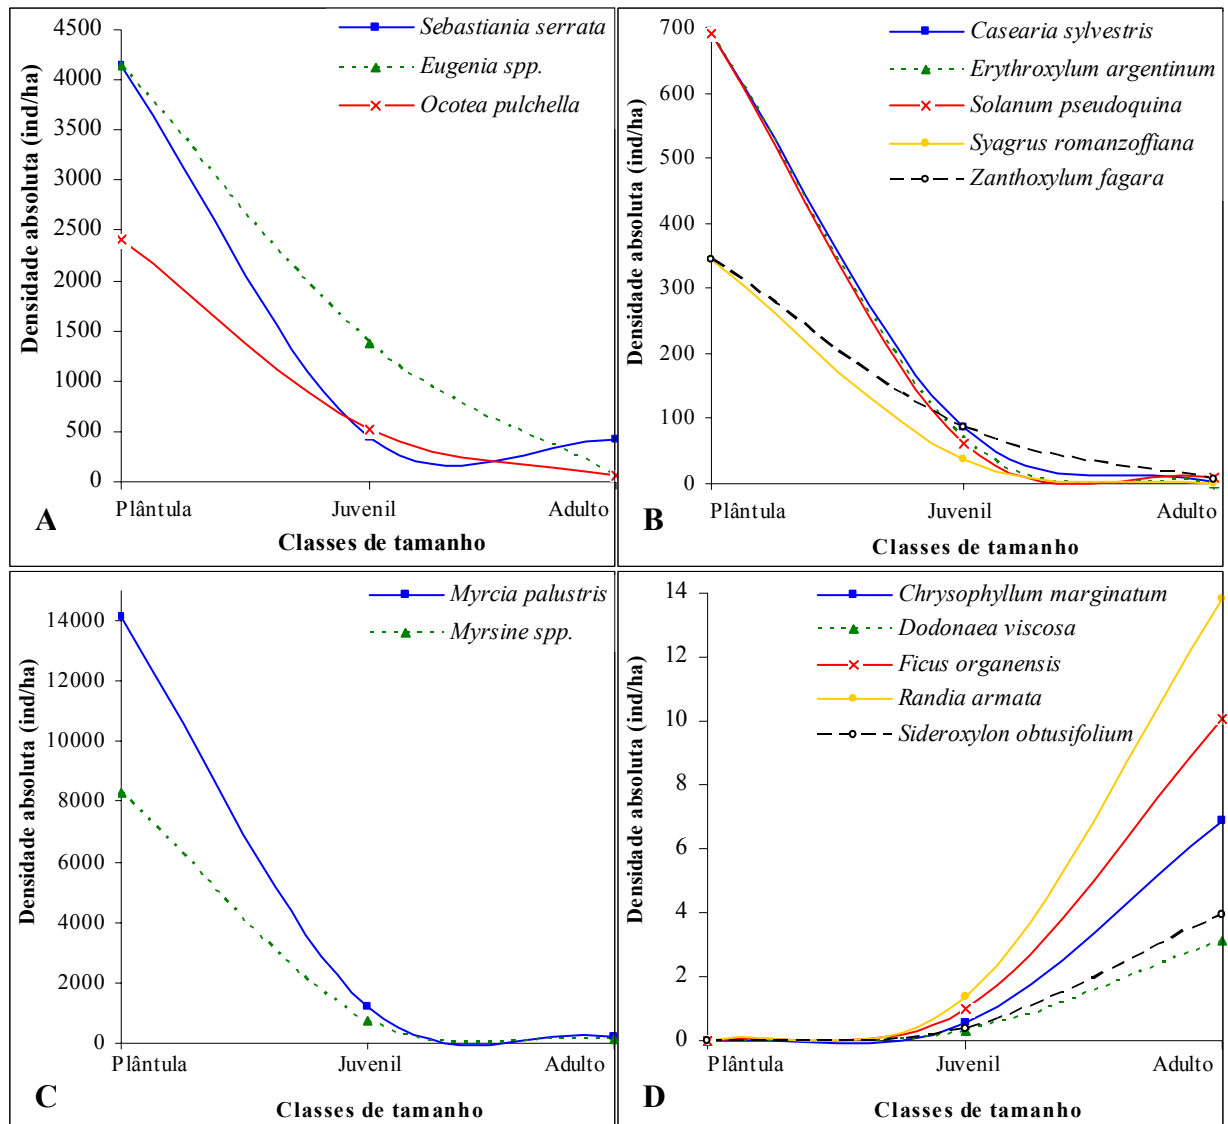 Sebastiania serrata
Eugenia spp.
Ocotea pulchella
Densidade absoluta (ind/ha)
4500
4000
3500
3000
2500
2000
1500
1000
500
0
Plântula Juvenil Adulto
Classes de tamanho
A
Casearia sylvestris
Erythroxylum argentinum
Solanum pseudoquina
Syagrus romanzoffiana
Zanthoxylum fagara
Densidade absoluta (ind/ha)
700
600
500
400
300
200
100
0
Plântula Juvenil Adulto
Classes de tamanho
B
Myrcia palustris
Myrsine spp.
Densidade absoluta (ind/ha)
14000
12000
10000
8000
6000
4000
2000
0
Plântula Juvenil Adulto
Classes de tamanho
C
Chrysophyllum marginatum
Dodonaea viscosa
Ficus organensis
Randia armata
Sideroxylon obtusifolium
Densidade absoluta (ind/ha)
14
12
10
8
6
4
2
0
Plântula Juvenil Adulto
Classes de tamanho
D